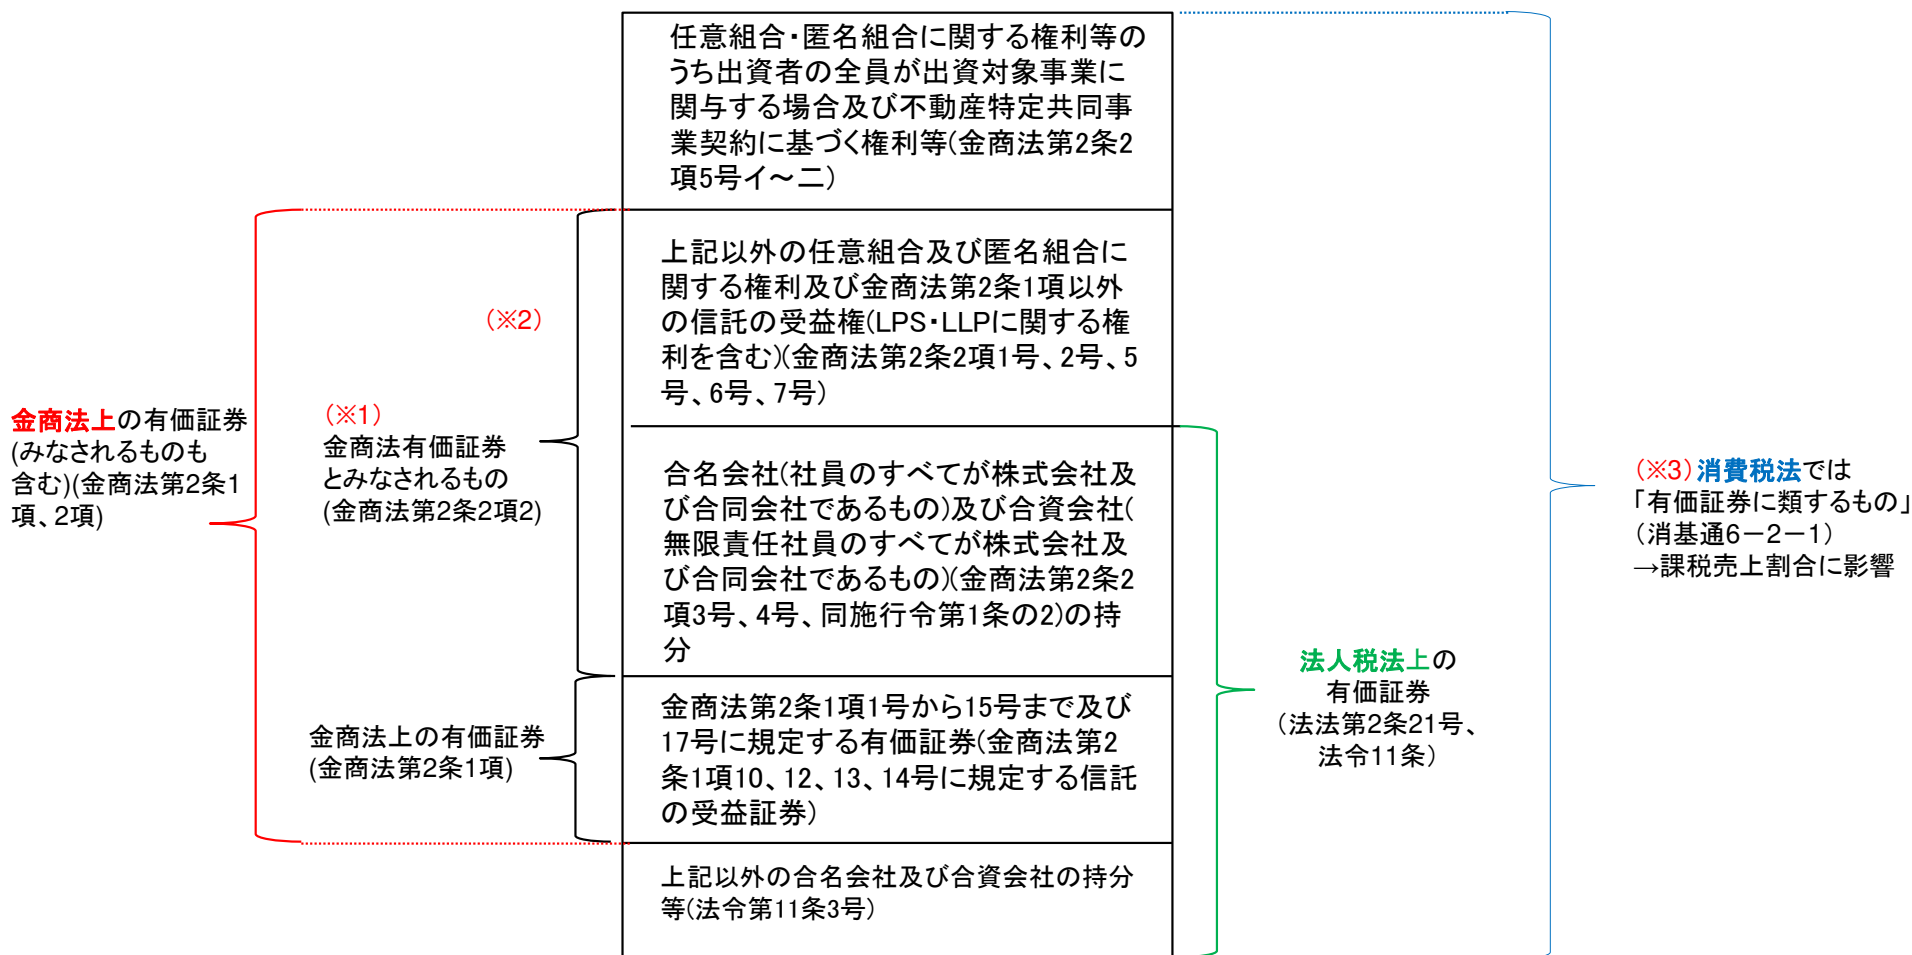 任意組合・匿名組合に関する権利等の
うち出資者の全員が出資対象事業に
関与する場合及び不動産特定共同事
業契約に基づく権利等(金商法第2条2
項5号イ～ニ)
上記以外の任意組合及び匿名組合に
関する権利及び金商法第2条1項以外
の信託の受益権(LPS・LLPに関する権
利を含む)(金商法第2条2項1号、2号、5
号、6号、7号)
合名会社(社員のすべてが株式会社及
び合同会社であるもの)及び合資会社(
無限責任社員のすべてが株式会社及
び合同会社であるもの)(金商法第2条2
項3号、4号、同施行令第1条の2)の持
分
金商法第2条1項1号から15号まで及び
17号に規定する有価証券(金商法第2
条1項10、12、13、14号に規定する信託
の受益証券)
上記以外の合名会社及び合資会社の持分
等(法令第11条3号)
金商法上の有価証券
(みなされるものも
含む)(金商法第2条1
項、2項)
(※2)
(※1)
金商法有価証券
とみなされるもの
(金商法第2条2項2)
金商法上の有価証券
(金商法第2条1項)
法人税法上の
有価証券
(法法第2条21号、
法令11条)
(※3)消費税法では
「有価証券に類するもの」
(消基通6－2－1)
→課税売上割合に影響